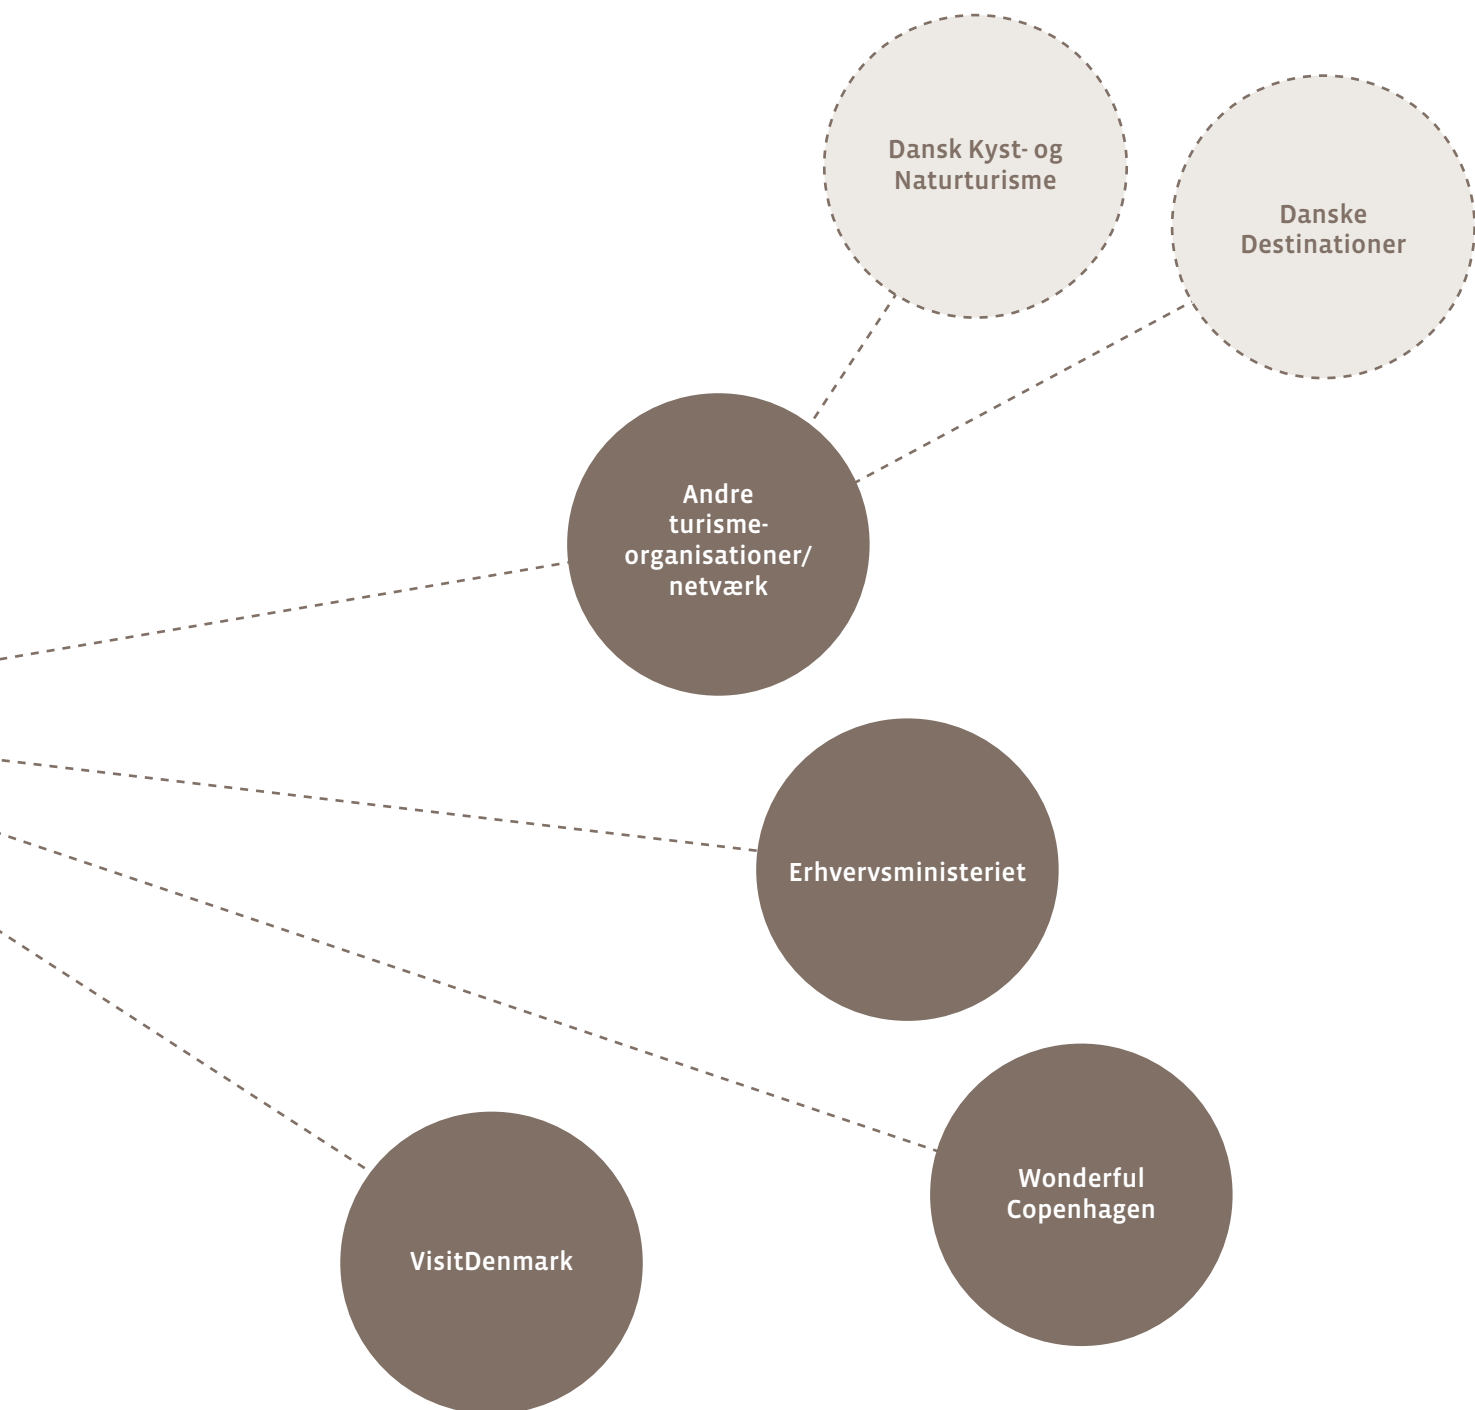 Dansk Kyst- og
Naturturisme
Danske
Destinationer
Andre
turisme-
organisationer/
netværk
Erhvervsministeriet
Wonderful
Copenhagen
VisitDenmark